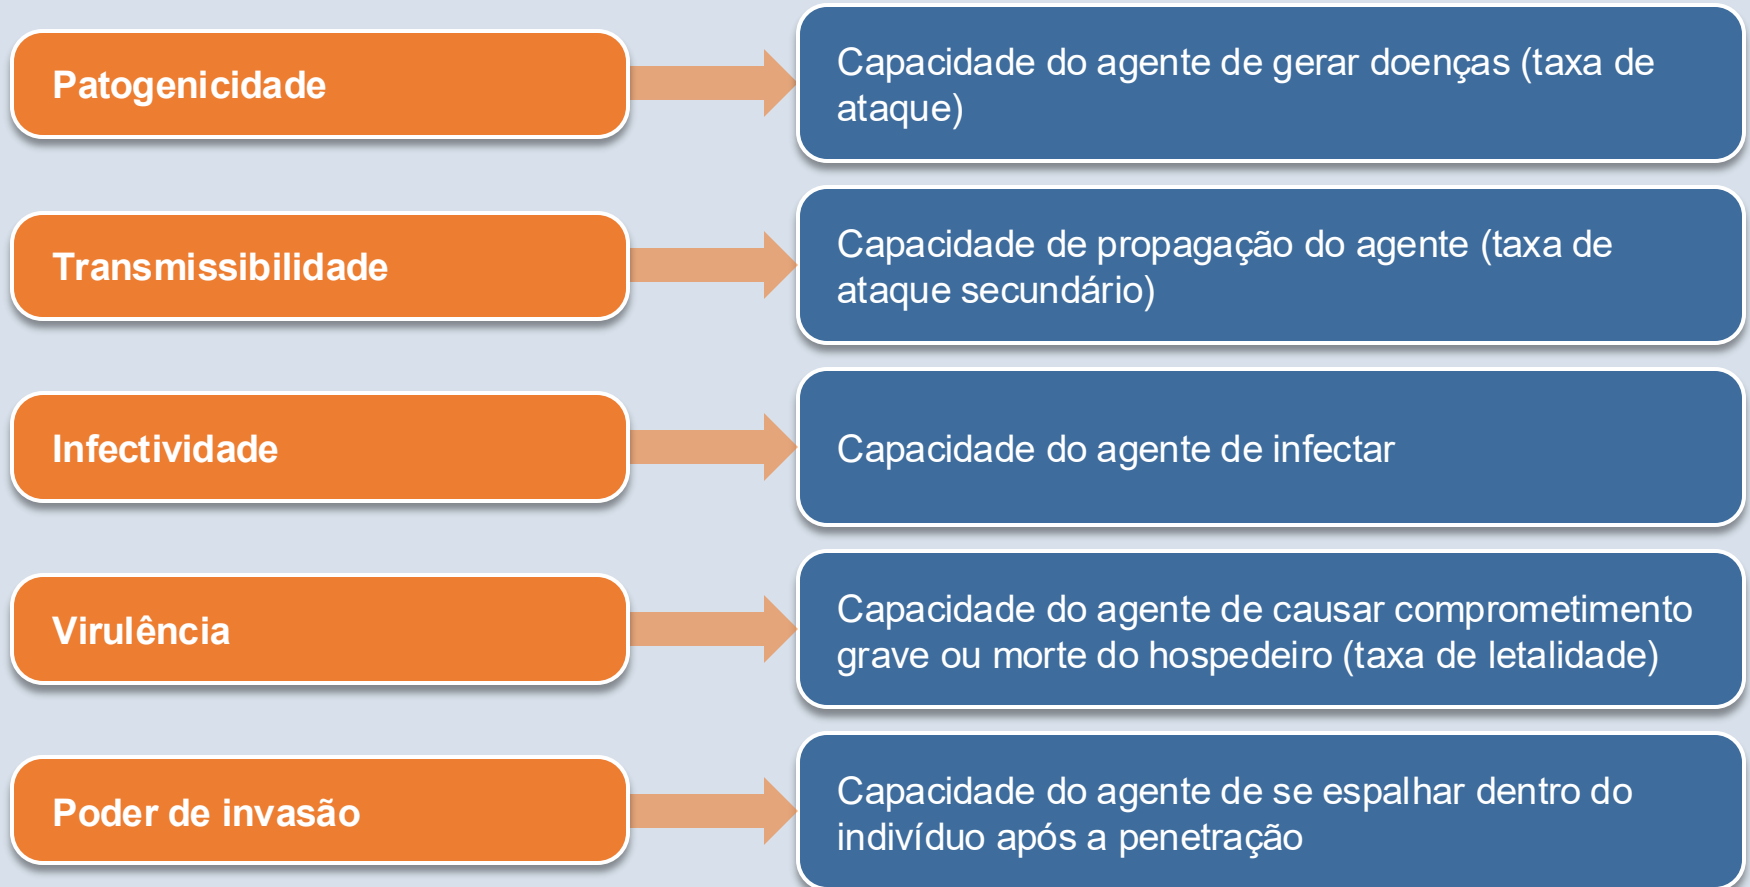 Patogenicidade
Capacidade do agente de gerar doenças (taxa de
ataque)
Transmissibilidade
Capacidade de propagação do agente (taxa de
ataque secundário)
Infectividade
Capacidade do agente de infectar
Virulência
Capacidade do agente de causar comprometimento
grave ou morte do hospedeiro (taxa de letalidade)
Poder de invasão
Capacidade do agente de se espalhar dentro do
indivíduo após a penetração